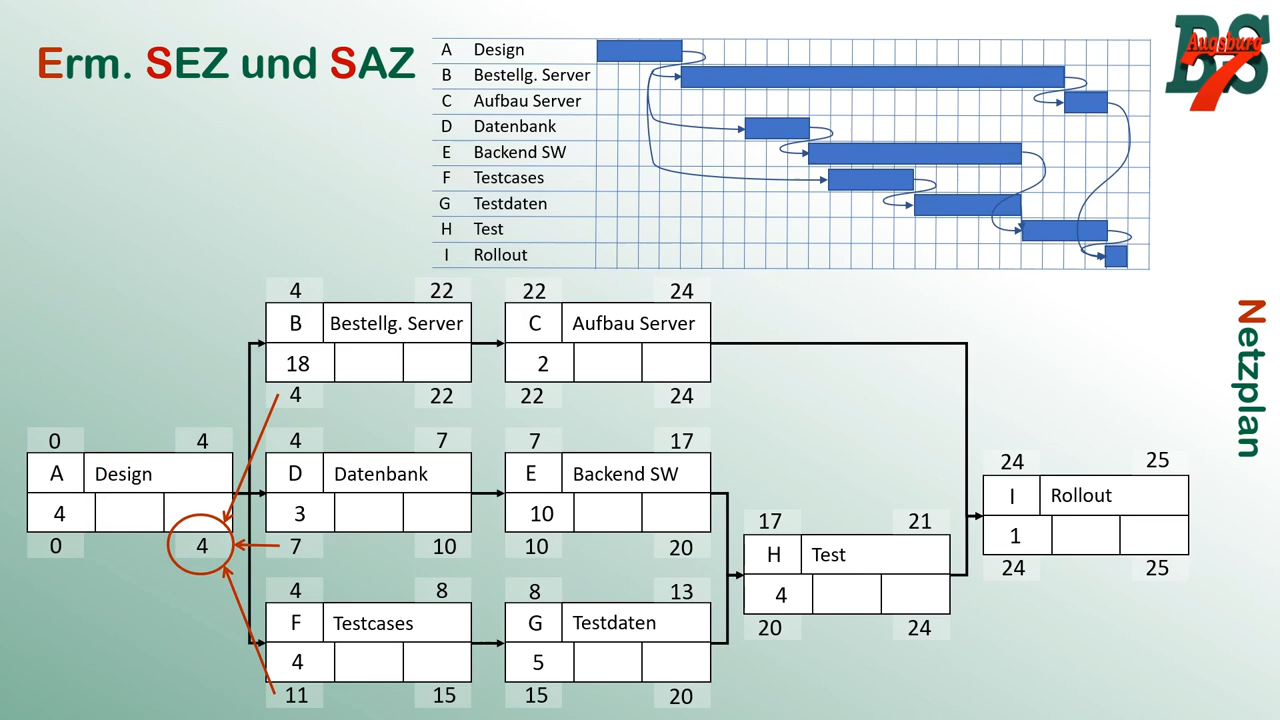 Erm. SEZ und SAZ
A Design
B Bestellg. Server
C Aufbau Server
D Datenbank
E Backend SW
F Testcases
G Testdaten
H Test
I Rollout
BS
Augsburg
7
Netzplan
4 22
B Bestellg. Server
18
4 22
22 24
C Aufbau Server
2
22 24
0 4
A Design
4
0 4
4 7
D Datenbank
3
7 10
7 17
E Backend SW
10
10 20
4 8
F Testcases
4
11 15
8 13
G Testdaten
5
15 20
17 21
H Test
4
20 24
24 25
I Rollout
1
24 25